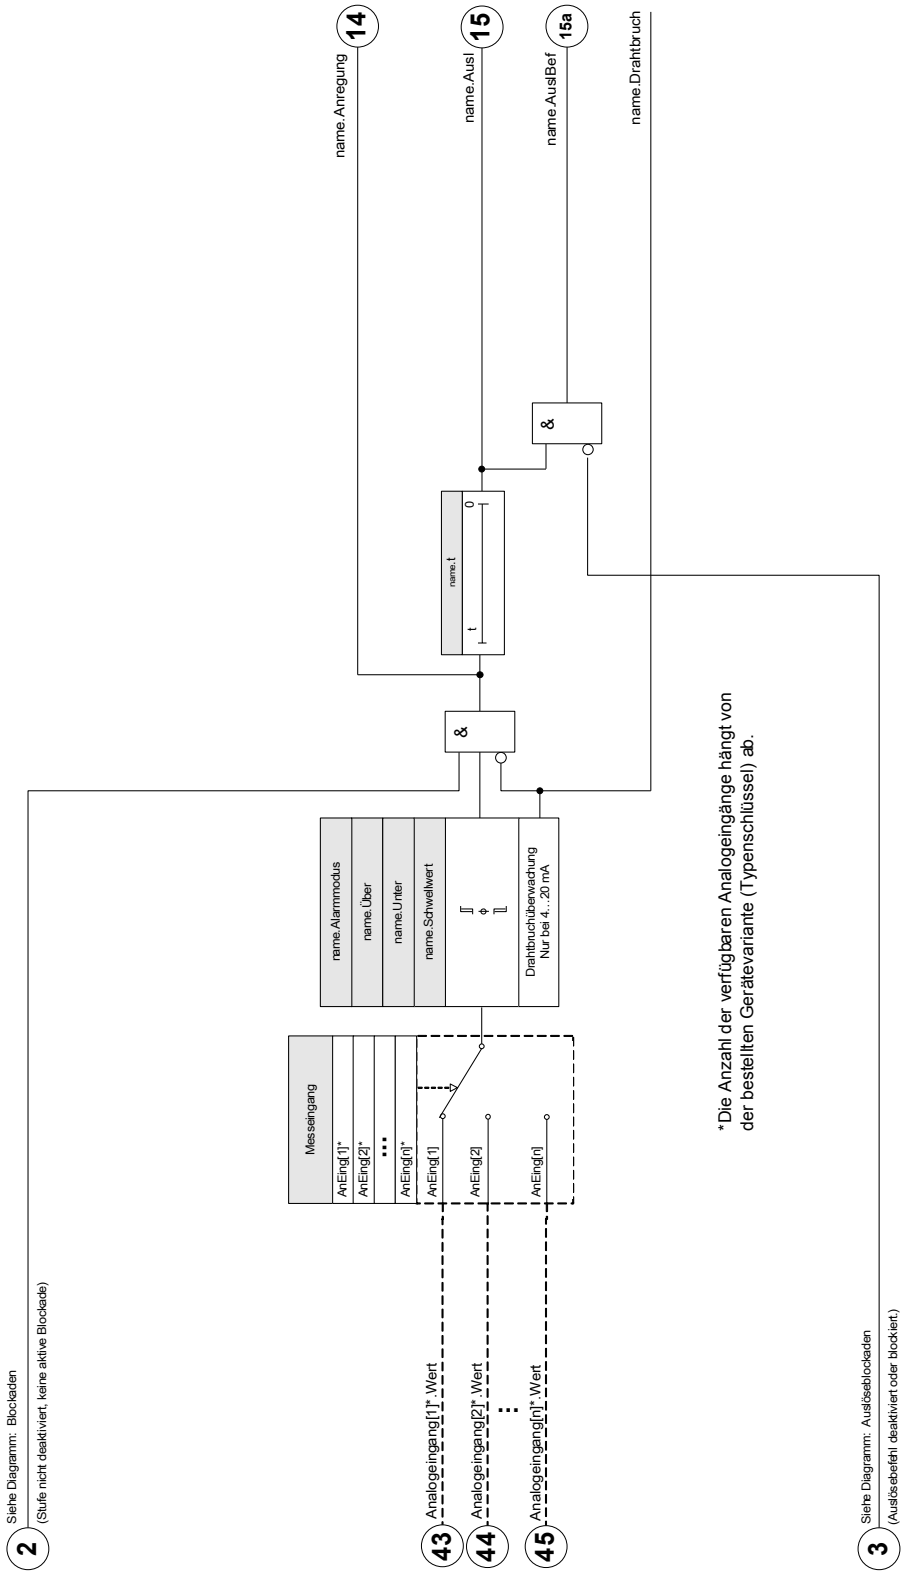 2
Siehe Diagramm: Blockaden
(Stufe nicht deaktiviert, keine aktive Blockade)
14
name.Anregung
15
name.Ausl
15a
name.AuslBef
name.Drahtbruch
Messeingang
AnEing[1]*
AnEing[2]*
...
AnEing[n]*
AnEing[1]
AnEing[2]
AnEing[n]
43
Analogeingang[1]*.Wert
44
Analogeingang[2]*.Wert
...
45
Analogeingang[n]*.Wert
name.Alarmmodus
name.Über
name.Unter
name.Schwellwert
φ
Drahtbruchüberwachung
Nur bei 4…20 mA
&
name.t
t
0
&
*Die Anzahl der verfügbaren Analogeingänge hängt von
der bestellten Gerätevariante (Typenschlüssel) ab.
3
Siehe Diagramm: Auslöseblockaden
(Auslösebefehl deaktiviert oder blockiert.)